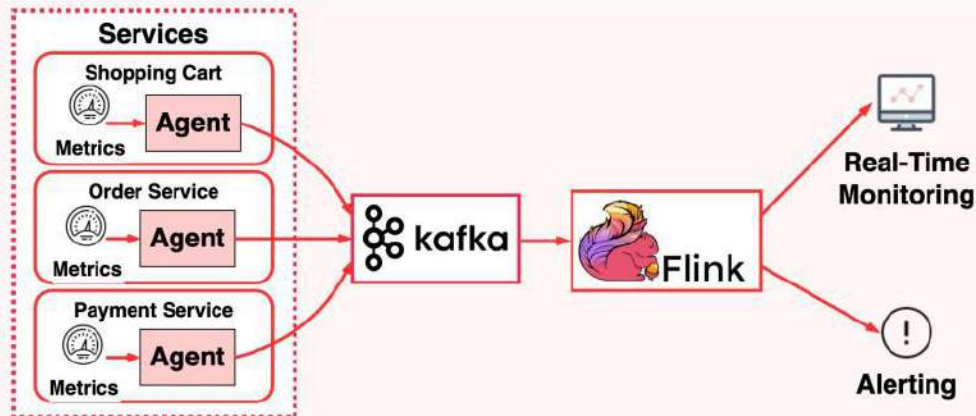 Services
Shopping Cart
Agent
Metrics
Order Service
Agent
Metrics
Payment Service
Agent
Metrics
kafka
Flink
Real-Time
Monitoring
!
Alerting